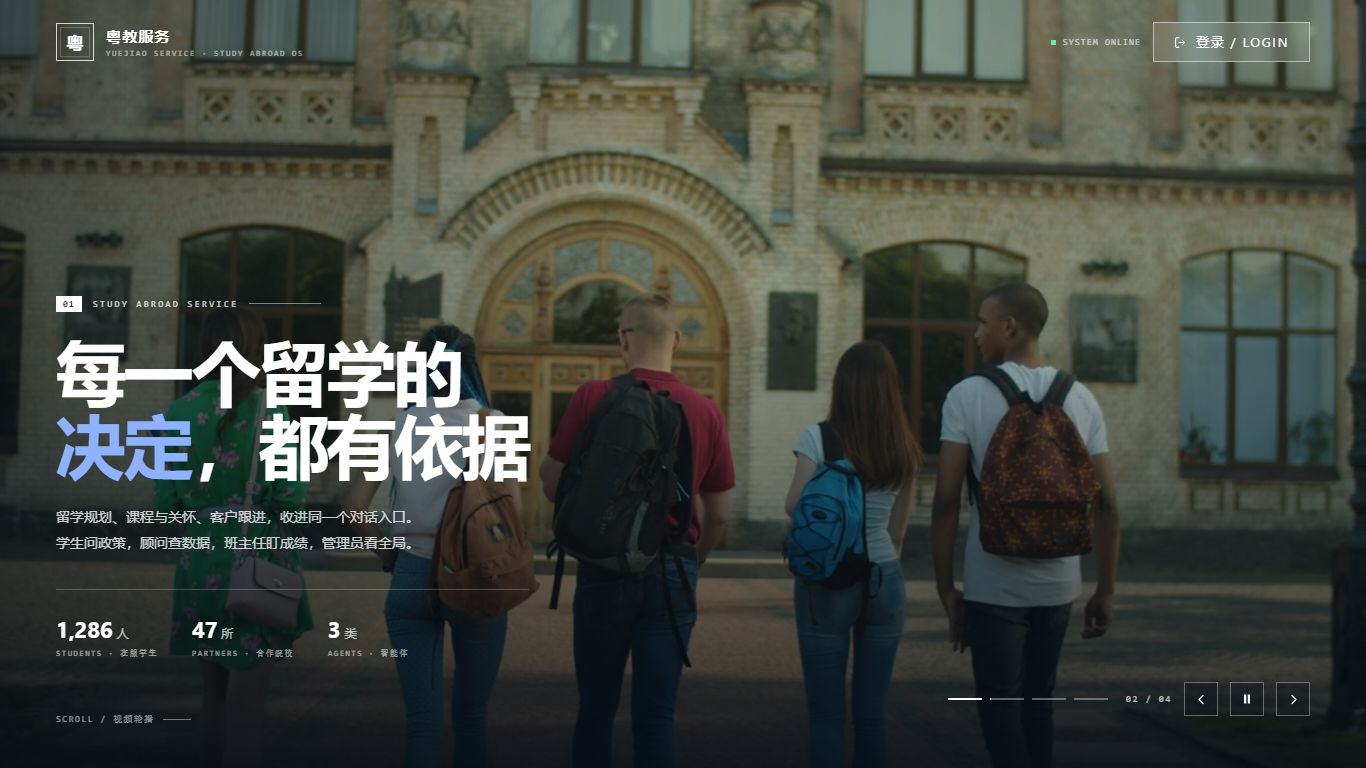 粤
粤教服务
YUEJIAO SERVICE · STUDY ABROAD OS
SYSTEM ONLINE
登录 / LOGIN
01 STUDY ABROAD SERVICE
每一个留学的
决定，都有依据
留学规划、课程与关怀、客户跟进，收进同一个对话入口。
学生问政策，顾问查数据，班主任盯成绩，管理员看全局。
1,286 人
STUDENTS · 在服学生
47 所
PARTNERS · 合作院校
3 类
AGENTS · 智能体
SCROLL / 视频轮播
02 / 04